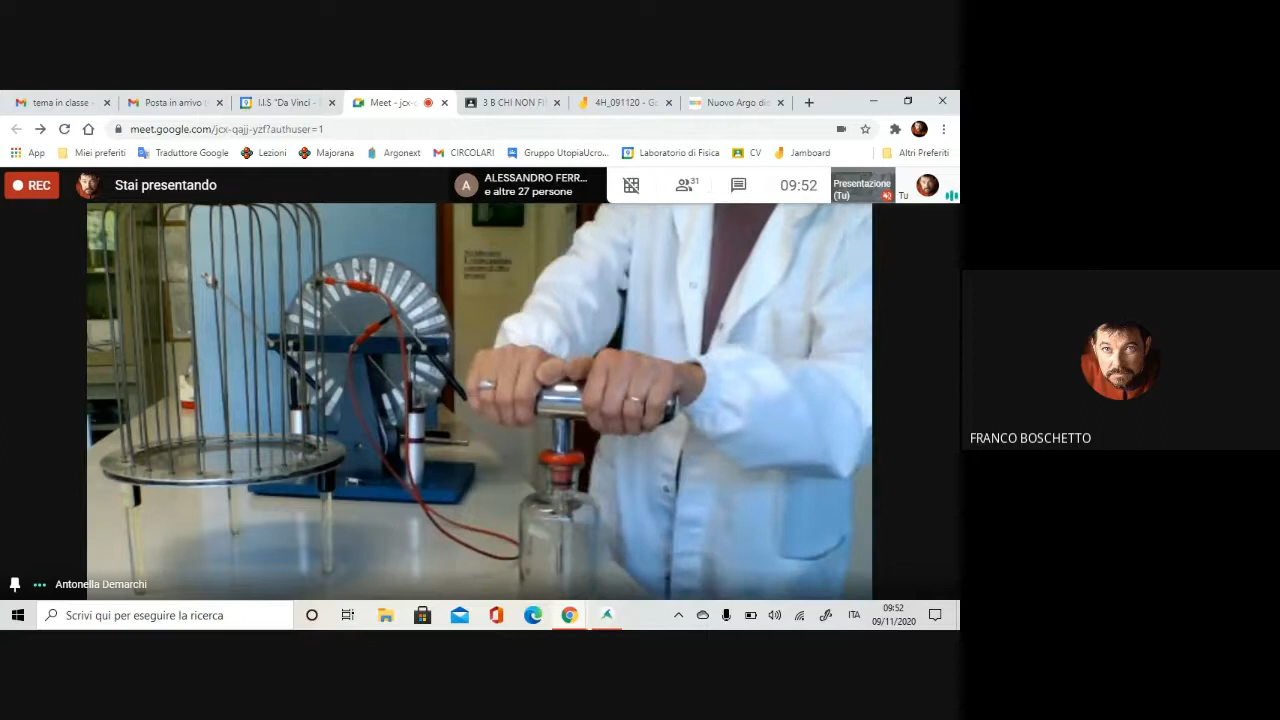 tema in classe -
Posta in arrivo
I.I.S "Da Vinci -
Meet - jcx-q
3 B CHI NON FI
4H_091120 - G
Nuovo Argo di
meet.google.com/jcx-qajj-yzf?authuser=1
App Miei preferiti Traduttore Google Lezioni Majorana Argonext CIRCOLARI Gruppo UtopiaUcro... Laboratorio di Fisica CV Jamboard Altri Preferiti
REC Stai presentando
ALESSANDRO FERR...
e altre 27 persone
31
09:52
Presentazione
(Tu)
Tu
A
Antonella Demarchi
FRANCO BOSCHETTO
Scrivi qui per eseguire la ricerca
ITA
09:52
09/11/2020